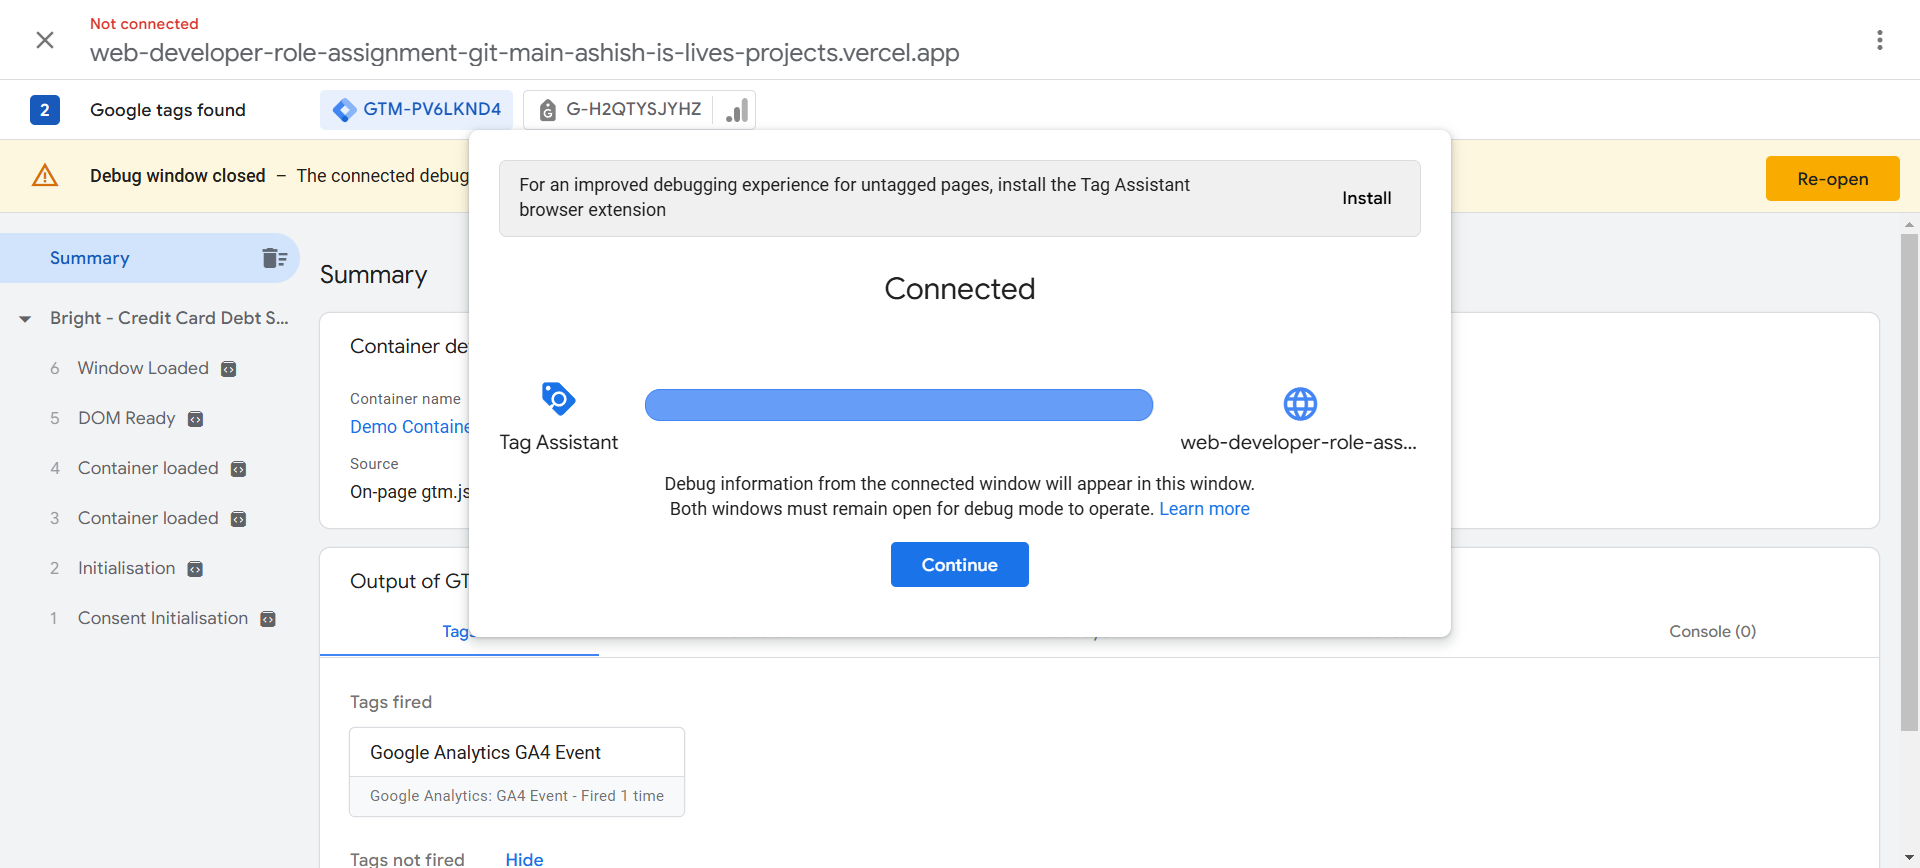 Not connected
web-developer-role-assignment-git-main-ashish-is-lives-projects.vercel.app
2 Google tags found GTM-PV6LKND4 G-H2QTYSJYHZ
Debug window closed – The connected debug
Re-open
For an improved debugging experience for untagged pages, install the Tag Assistant
browser extension
Install
Connected
Tag Assistant
web-developer-role-ass...
Debug information from the connected window will appear in this window.
Both windows must remain open for debug mode to operate. Learn more
Continue
Summary
Bright - Credit Card Debt S...
6 Window Loaded
5 DOM Ready
4 Container loaded
3 Container loaded
2 Initialisation
1 Consent Initialisation
Summary
Container de
Container name
Demo Containe
Source
On-page gtm.js
Output of GT
Tags
Console (0)
Tags fired
Google Analytics GA4 Event
Google Analytics: GA4 Event - Fired 1 time
Tags not fired Hide